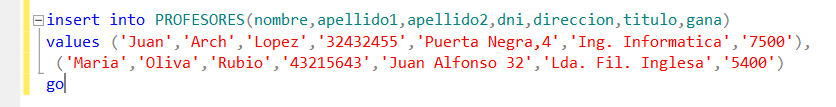 insert into PROFESORES(nombre,apellido1,apellido2,dni,direccion,titulo,gana)
values ('Juan','Arch','Lopez','32432455','Puerta Negra,4','Ing. Informatica','7500'),
('Maria','Oliva','Rubio','43215643','Juan Alfonso 32','Lda. Fil. Inglesa','5400')
go